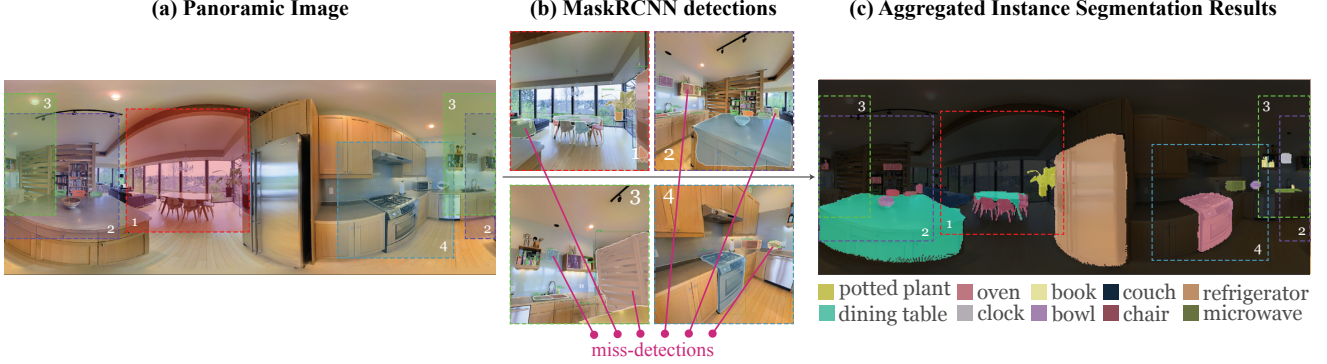 (a) Panoramic Image
(b) MaskRCNN detections
(c) Aggregated Instance Segmentation Results
3
3
1
2
2
4
1
2
3
4
miss-detections
3
3
1
2
2
4
potted plant
oven
book
couch
refrigerator
dining table
clock
bowl
chair
microwave